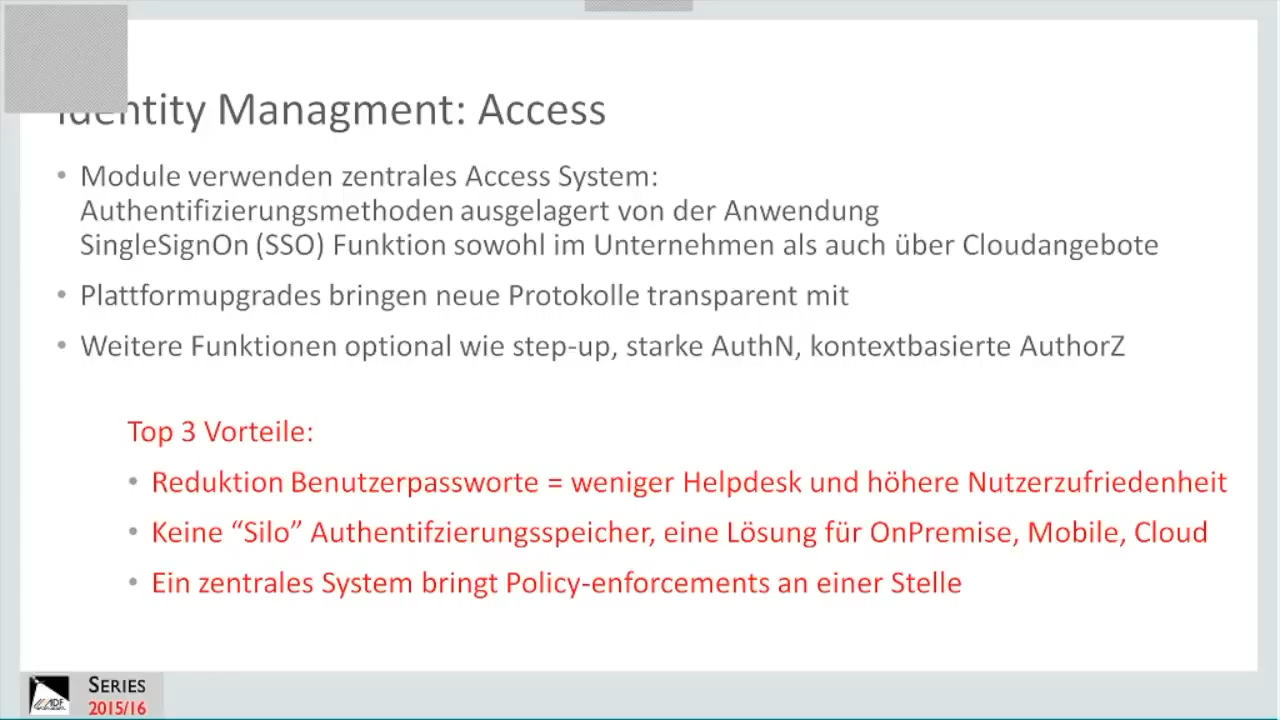 Identity Managment: Access
• Module verwenden zentrales Access System:
Authentifizierungsmethoden ausgelagert von der Anwendung
SingleSignOn (SSO) Funktion sowohl im Unternehmen als auch über Cloudangebote
• Plattformupgrades bringen neue Protokolle transparent mit
• Weitere Funktionen optional wie step-up, starke AuthN, kontextbasierte AuthorZ
Top 3 Vorteile:
• Reduktion Benutzerpassworte = weniger Helpdesk und höhere Nutzerzufriedenheit
• Keine “Silo” Authentifzierungsspeicher, eine Lösung für OnPremise, Mobile, Cloud
• Ein zentrales System bringt Policy-enforcements an einer Stelle
SERIES
2015/16